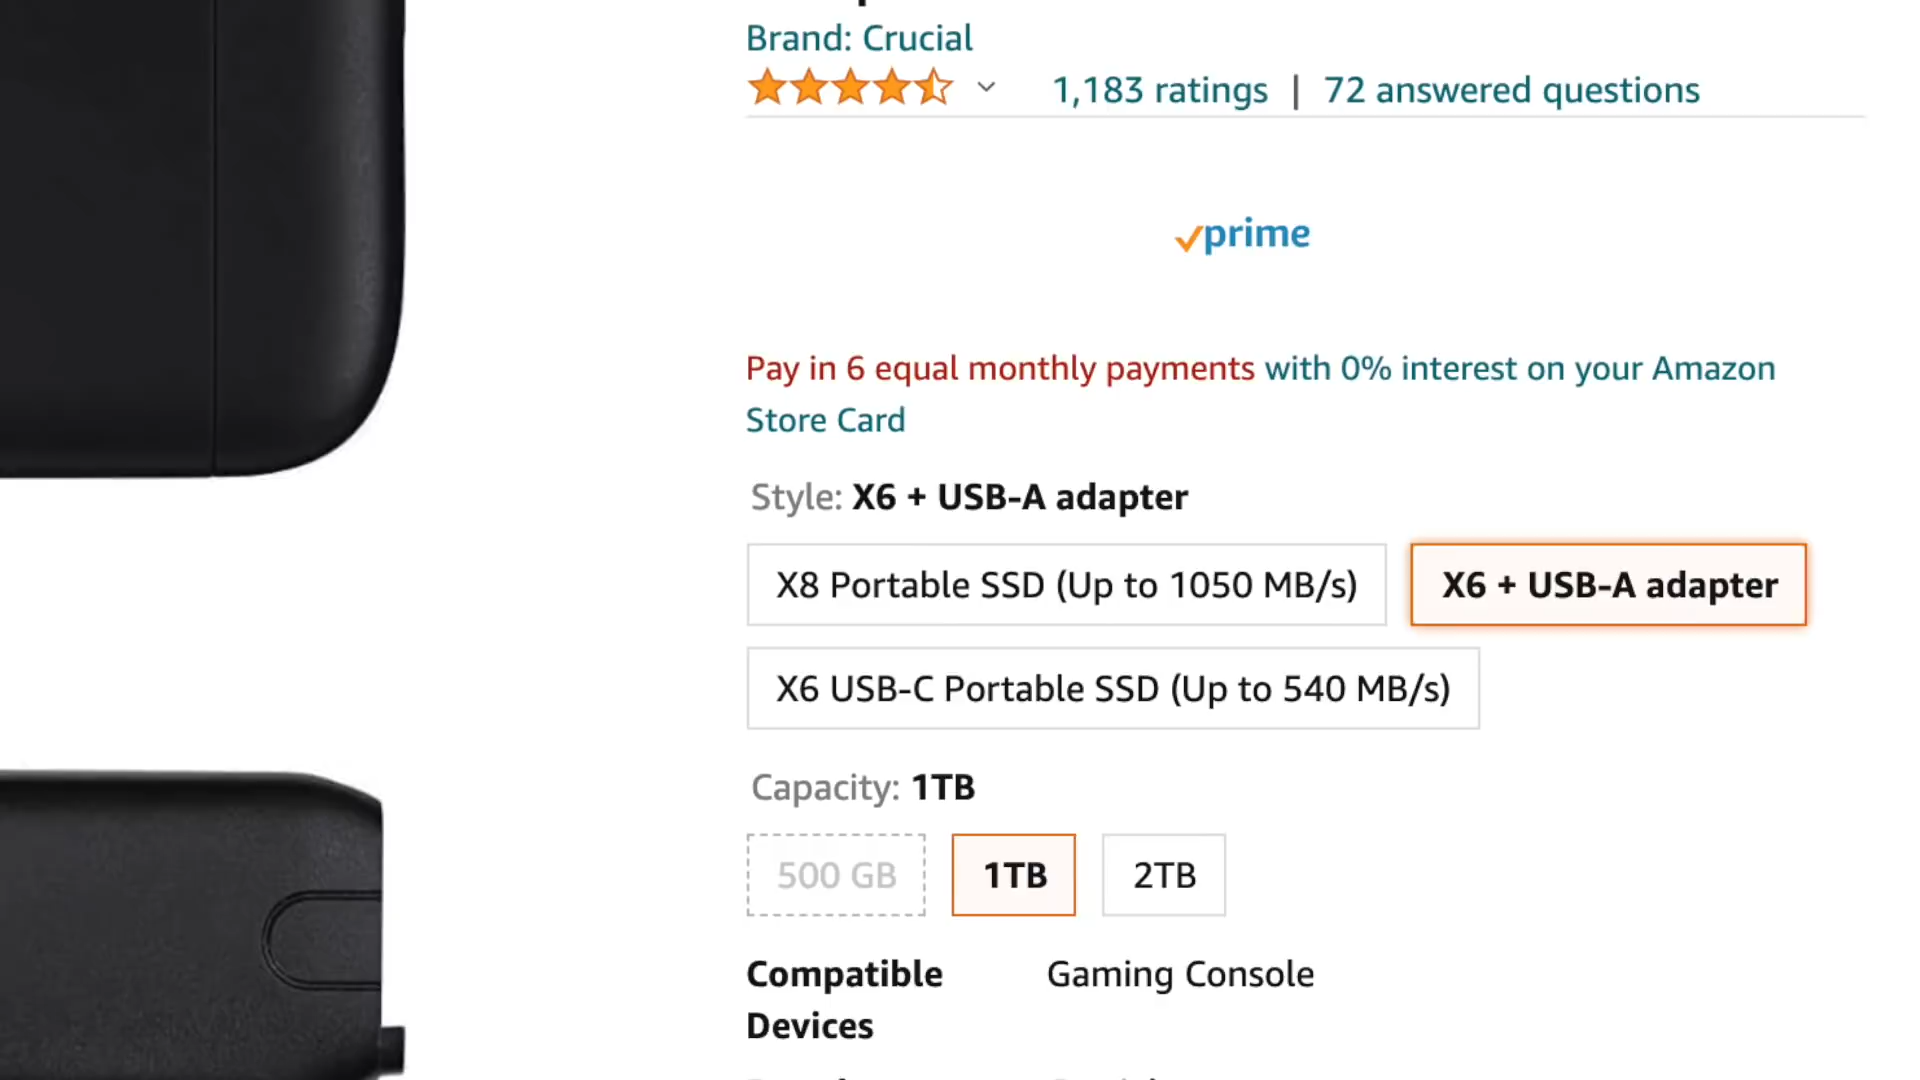 Brand: Crucial
1,183 ratings | 72 answered questions
prime
Pay in 6 equal monthly payments with 0% interest on your Amazon
Store Card
Style: X6 + USB-A adapter
X8 Portable SSD (Up to 1050 MB/s)
X6 + USB-A adapter
X6 USB-C Portable SSD (Up to 540 MB/s)
Capacity: 1TB
500 GB
1TB
2TB
Compatible Gaming Console
Devices